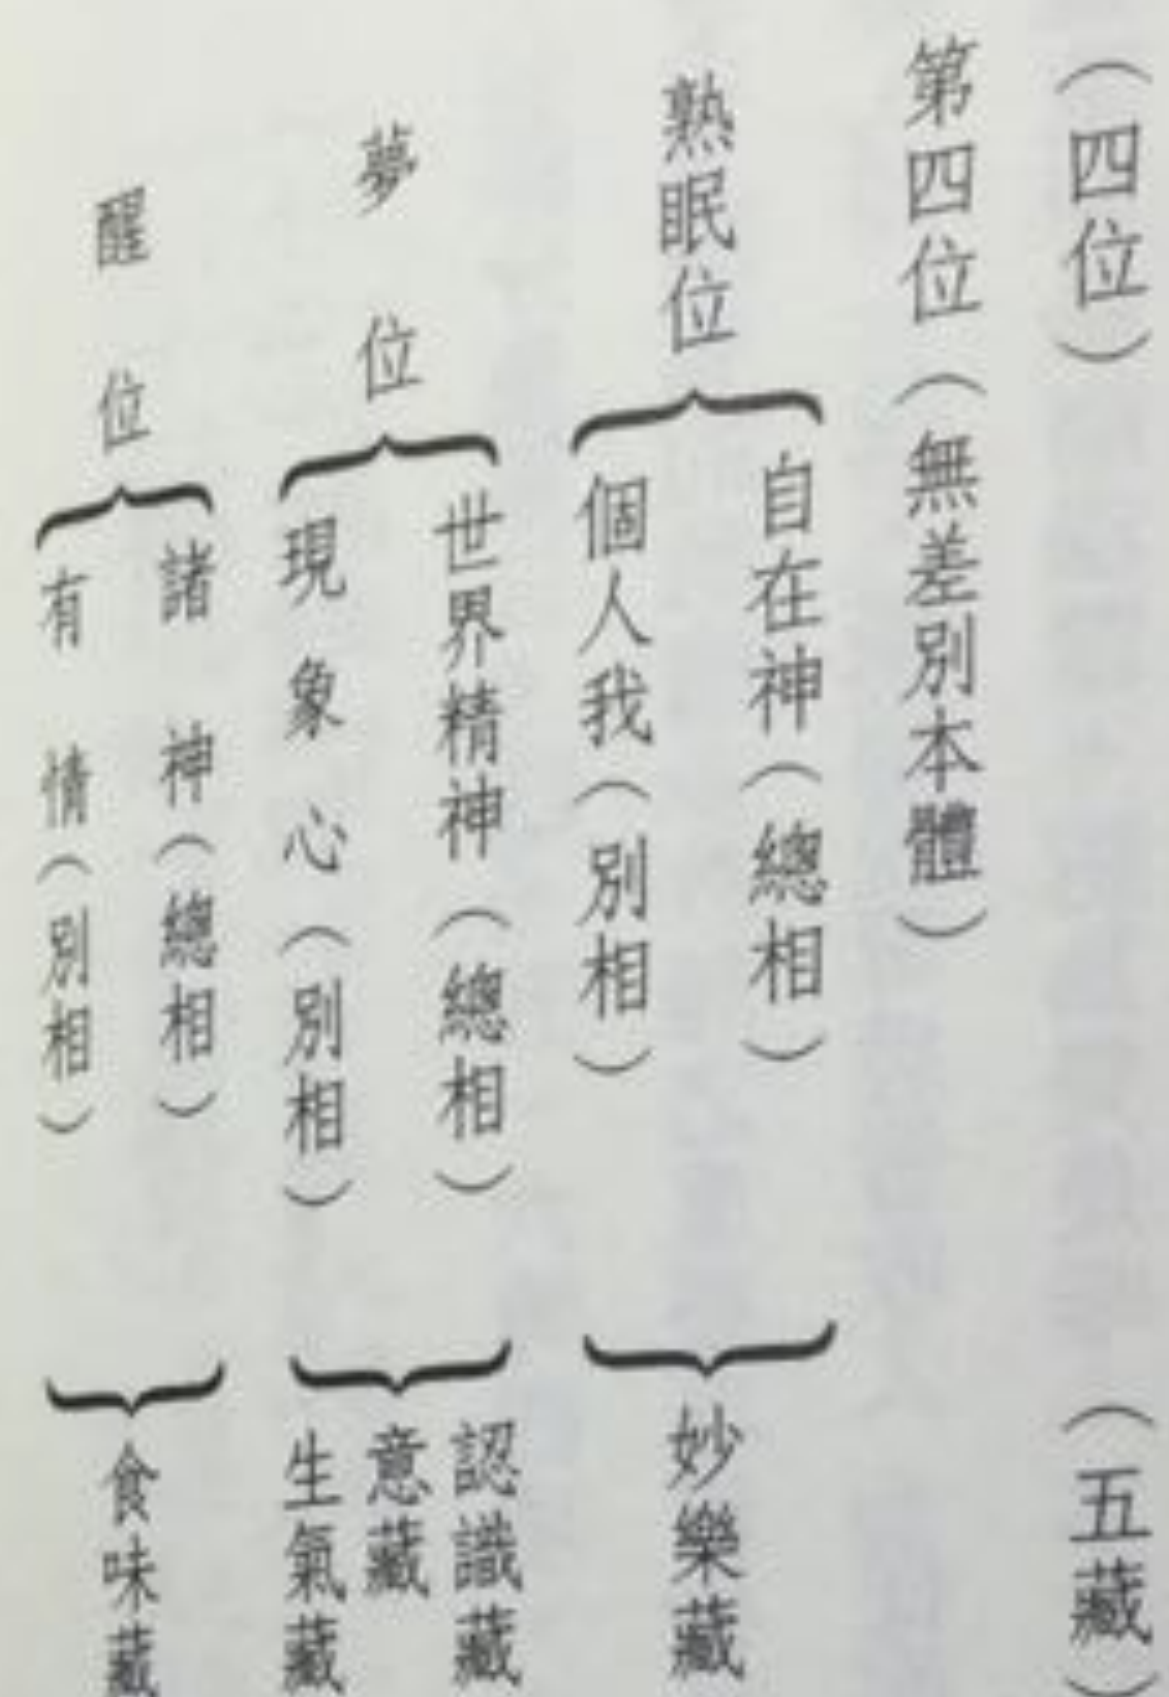 （四位）
（五藏）
第四位（無差別本體）
熟眠位
自在神（總相）
個人我（別相）
妙樂藏
夢位
世界精神（總相）
現象心（別相）
認識藏
意藏
生氣藏
醒位
諸神（總相）
有情（別相）
食味藏